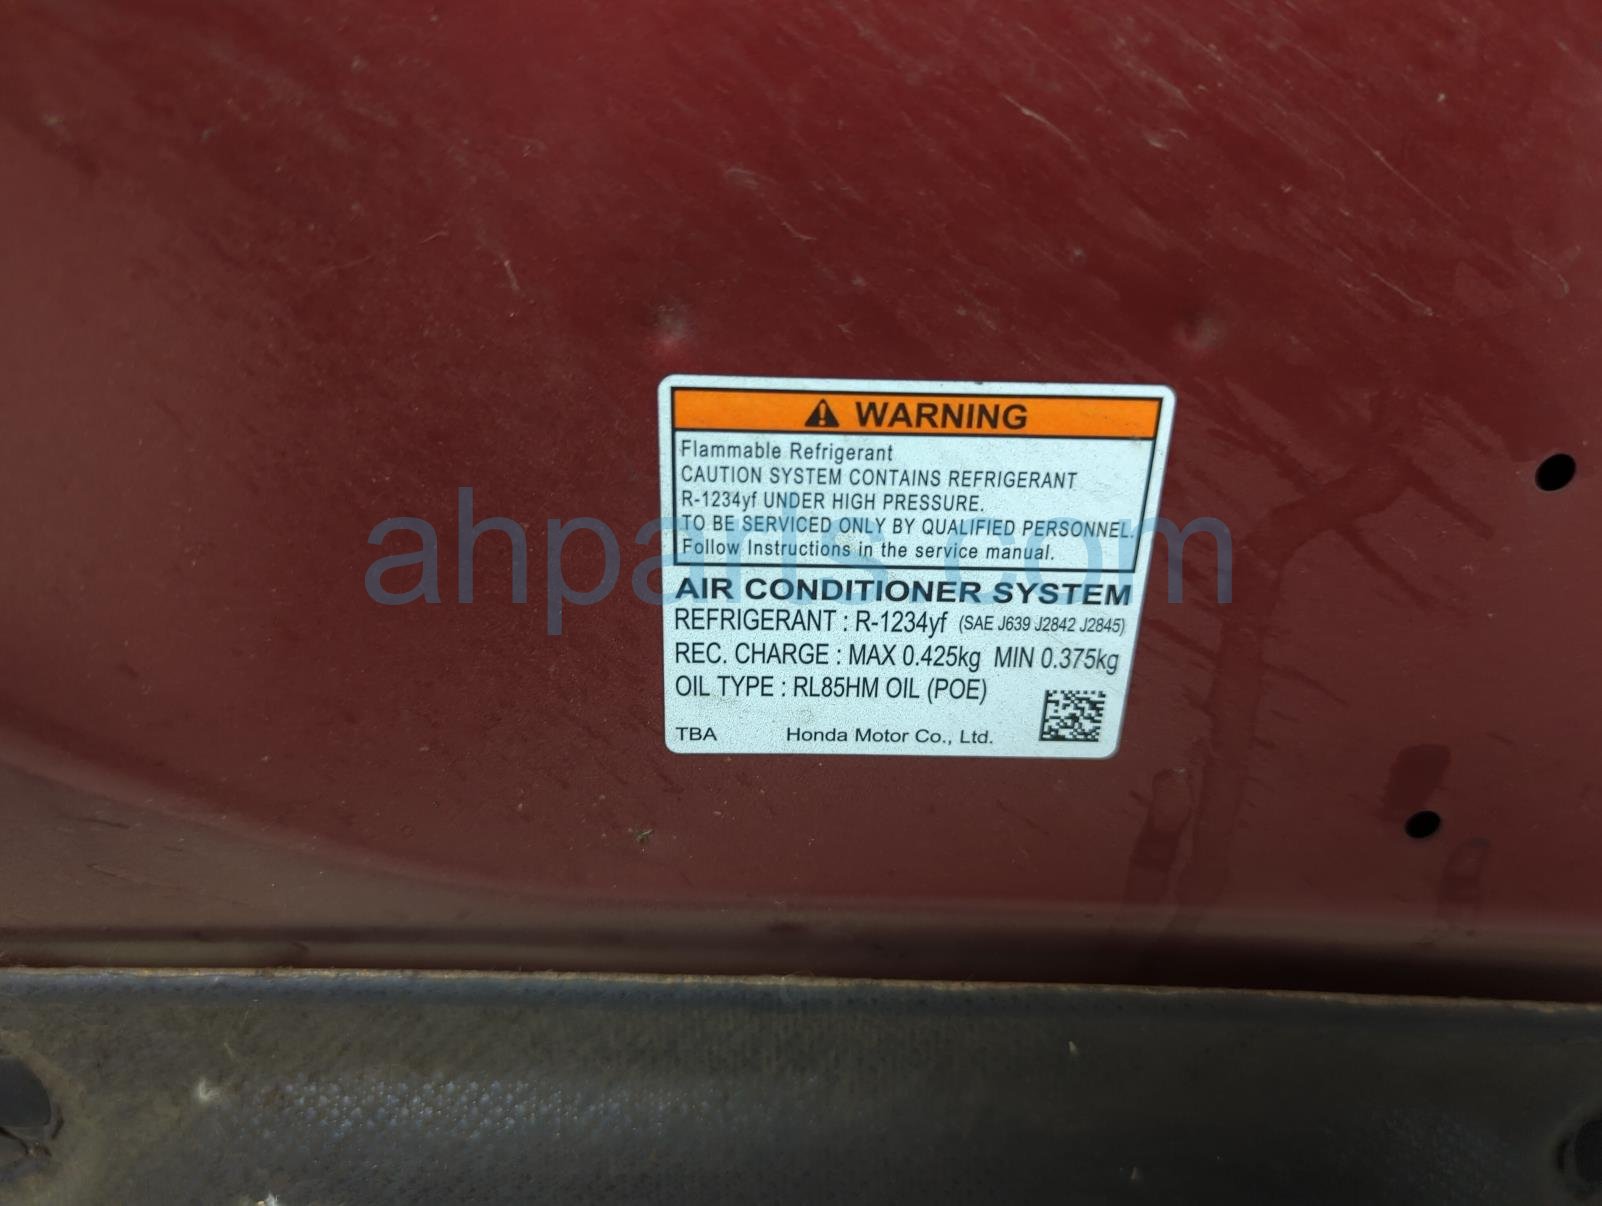 WARNING
Flammable Refrigerant
CAUTION SYSTEM CONTAINS REFRIGERANT
R-1234yf UNDER HIGH PRESSURE.
TO BE SERVICED ONLY BY QUALIFIED PERSONNEL.
Follow Instructions in the service manual.
ahparts.com
AIR CONDITIONER SYSTEM
REFRIGERANT : R-1234yf (SAE J639 J2842 J2845)
REC. CHARGE : MAX 0.425kg MIN 0.375kg
OIL TYPE : RL85HM OIL (POE)
TBA Honda Motor Co., Ltd.